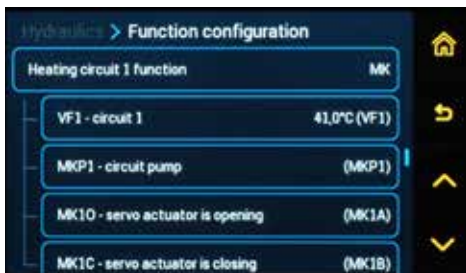 Hydraulics > Function configuration
Heating circuit 1 function MK
VF1 - circuit 1 41,0°C (VF1)
MKP1 - circuit pump (MKP1)
MK1O - servo actuator is opening (MK1A)
MK1C - servo actuator is closing (MK1B)